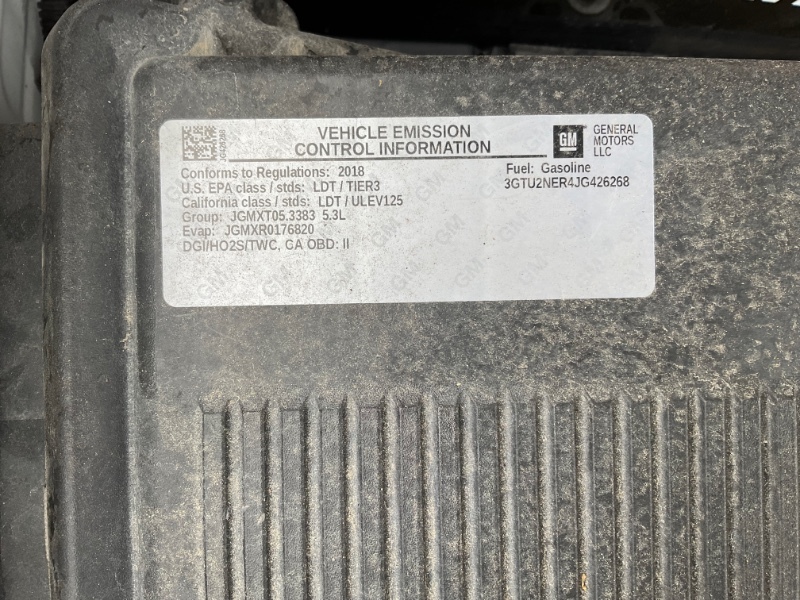 VEHICLE EMISSION
CONTROL INFORMATION
GM
GENERAL
MOTORS
LLC
Conforms to Regulations: 2018
U.S. EPA class / stds: LDT / TIER3
California class / stds: LDT / ULEV125
Group: JGMXT05.3383 5.3L
Evap: JGMXR0176820
DGI/HO2S/TWC, CA OBD: II
Fuel: Gasoline
3GTU2NER4JG426268